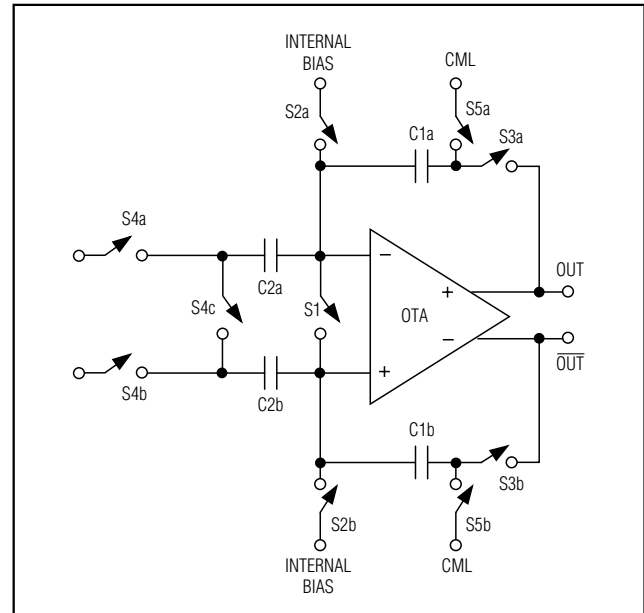 INTERNAL
BIAS
CML
S2a
S5a
C1a
S3a
S4a
C2a
S4c
S1
−
+
OTA
−
+
OUT
OUT
S4b
C2b
C1b
S3b
S2b
S5b
INTERNAL
BIAS
CML